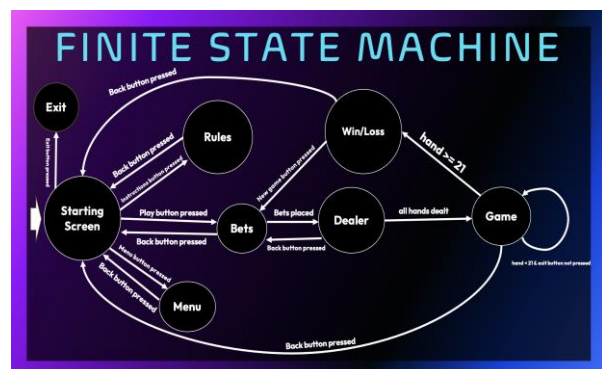 FINITE STATE MACHINE
Back button pressed
Exit
Rules
Win/Loss
hand >= 21
Exit button pressed
Back button pressed
Instructions button pressed
New game button pressed
Starting
Screen
Play button pressed
Bets
Bets placed
Dealer
all hands dealt
Game
Back button pressed
Back button pressed
Menu button pressed
Back button pressed
Menu
hand < 21 & exit button not pressed
Back button pressed